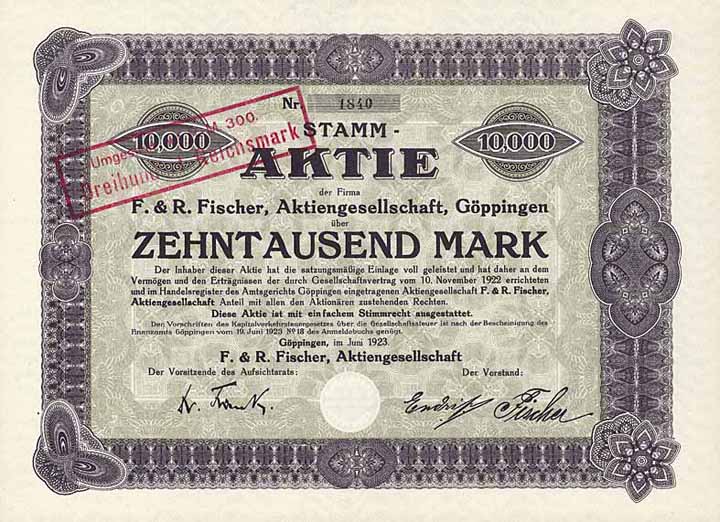 Nr. 1840
STAMM-
10,000 AKTIE 10,000
der Firma
F. & R. Fischer, Aktiengesellschaft, Göppingen
über
ZEHNTAUSEND MARK
Der Inhaber dieser Aktie hat die satzungsmäßige Einlage voll geleistet und hat daher an dem
Vermögen und den Erträgnissen der durch Gesellschaftsvertrag vom 10. November 1922 errichteten
und im Handelsregister des Amtsgerichts Göppingen eingetragenen Aktiengesellschaft F. & R. Fischer,
Aktiengesellschaft Anteil mit allen den Aktionären zustehenden Rechten.
Diese Aktie ist mit einfachem Stimmrecht ausgestattet.
Den Vorschriften des Kapitalverkehrsteuergesetzes über die Gesellschaftssteuer ist nach der Bescheinigung des
Finanzamts Göppingen vom 19. Juni 1923 No 18 des Anmeldebuchs genügt.
Göppingen, im Juni 1923.
F. & R. Fischer, Aktiengesellschaft
Der Vorsitzende des Aufsichtsrats: Der Vorstand:
Fischer
M 300.
Reichsmark